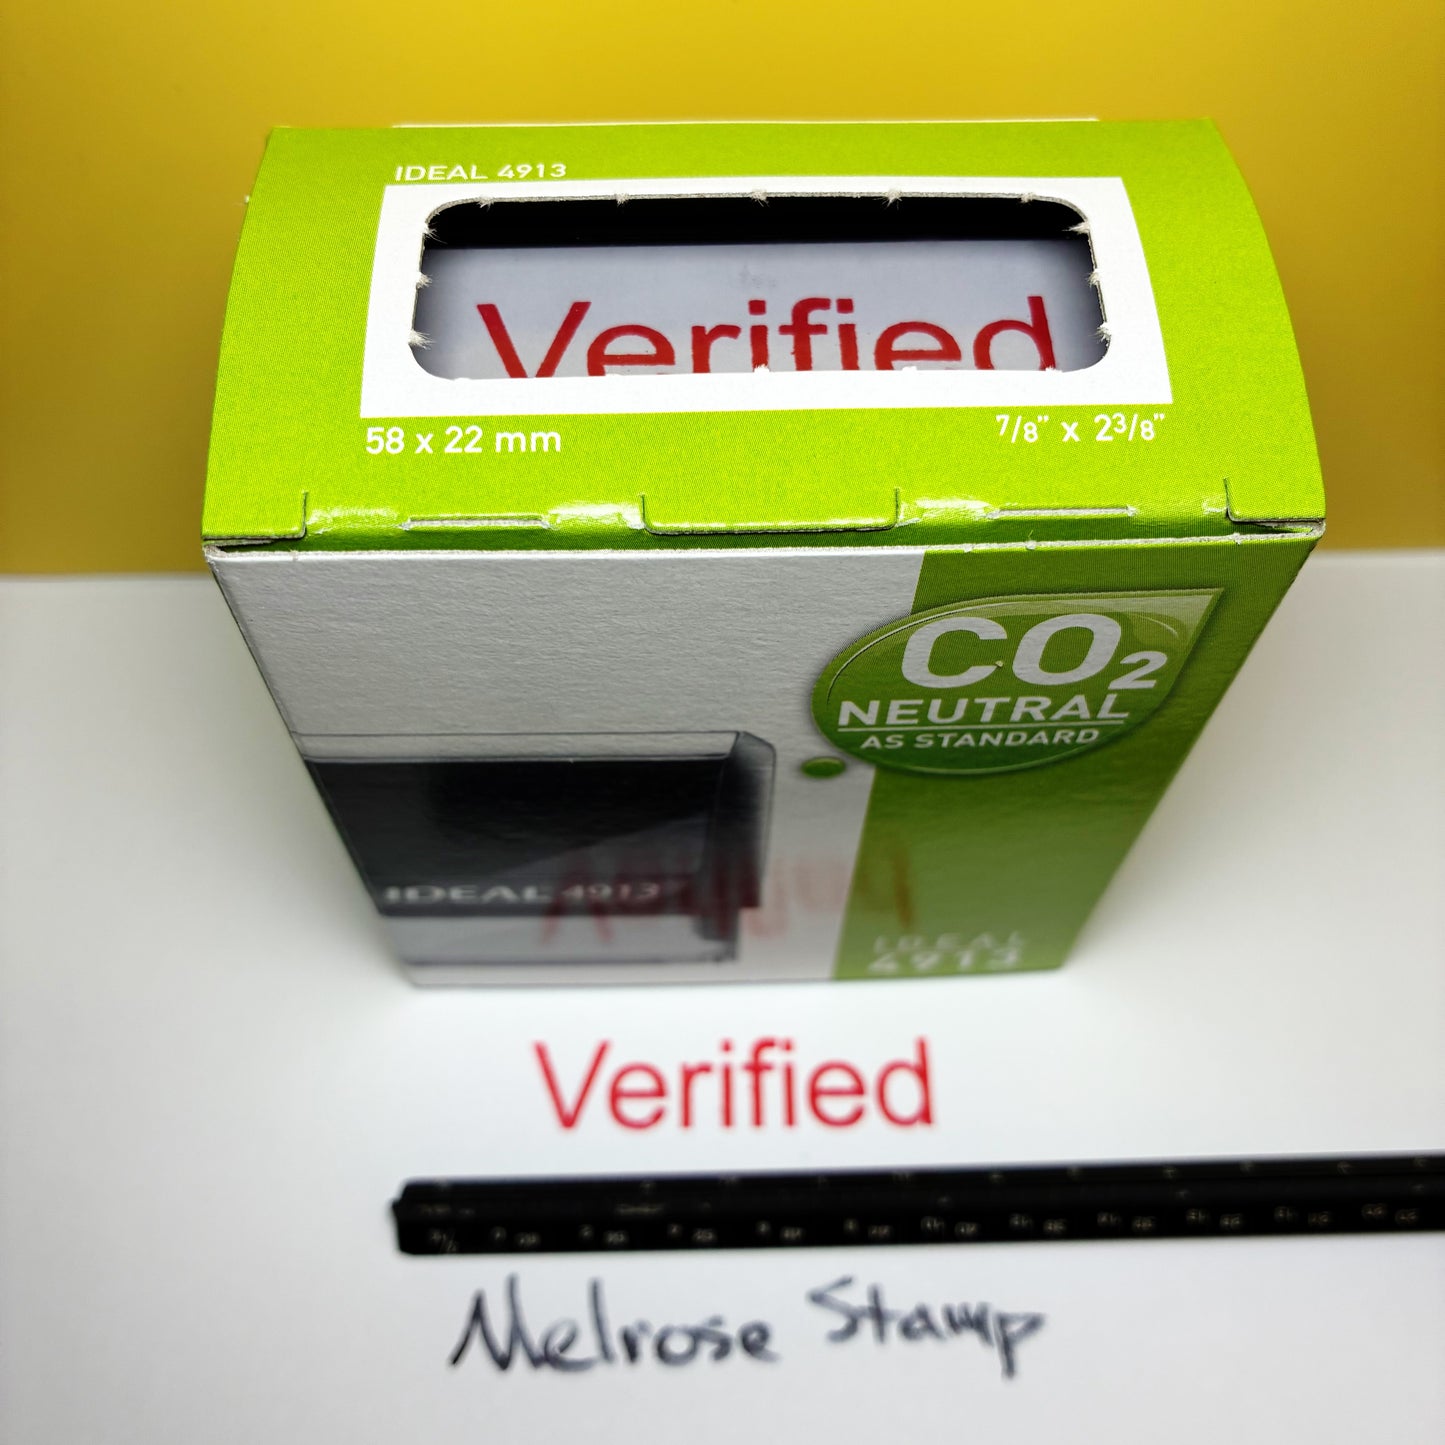 IDEAL 4913
Verified
58 x 22 mm
7/8" x 2 3/8"
CO2
NEUTRAL
AS STANDARD
IDEAL 4913
IDEAL
4913
Verified
Melrose Stamp